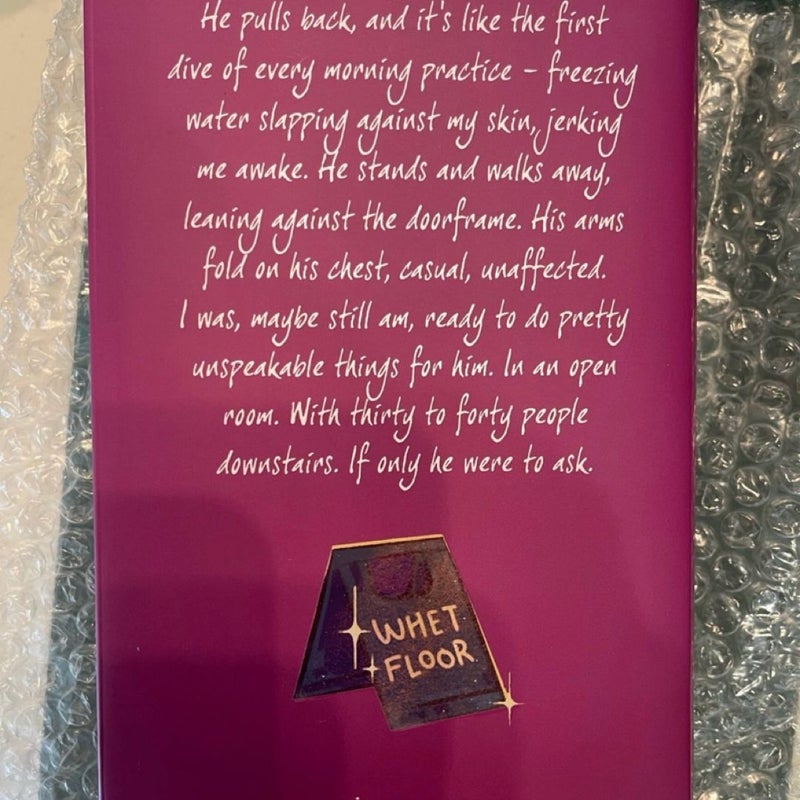 He pulls back, and it's like the first
dive of every morning practice – freezing
water slapping against my skin, jerking
me awake. He stands and walks away,
leaning against the doorframe. His arms
fold on his chest, casual, unaffected.
I was, maybe still am, ready to do pretty
unspeakable things for him. In an open
room. With thirty to forty people
downstairs. If only he were to ask.
WHET
FLOOR